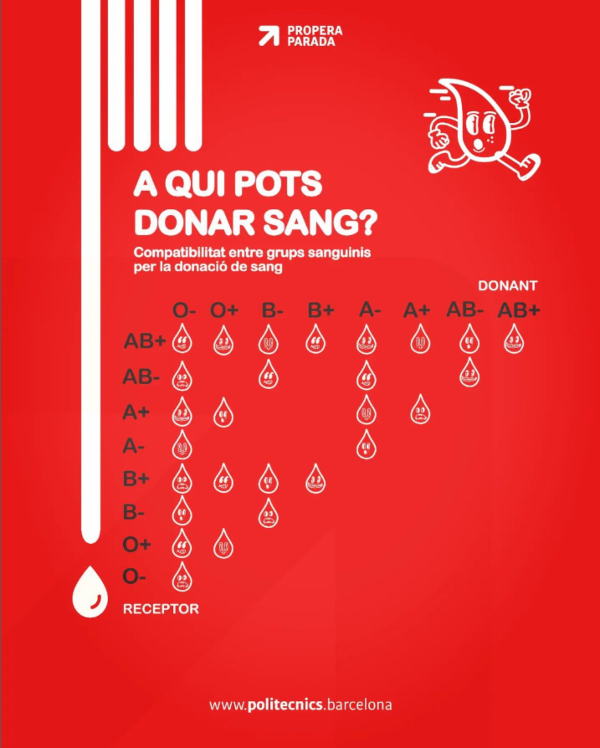 PROPERA
PARADA
A QUI POTS
DONAR SANG?
Compatibilitat entre grups sanguinis
per la donació de sang
DONANT
O- O+ B- B+ A- A+ AB- AB+
AB+
AB-
A+
A-
B+
B-
O+
O-
RECEPTOR
www.politecnics.barcelona